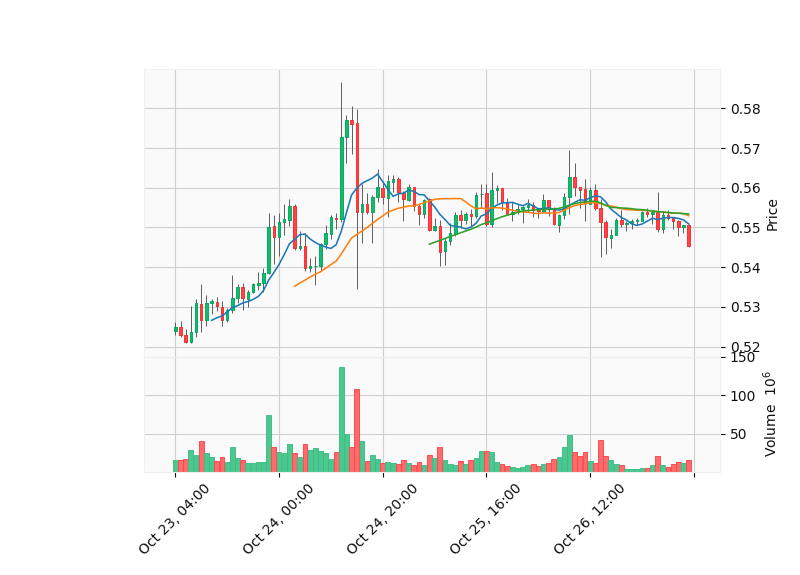 0.58
0.57
0.56
0.55
0.54
0.53
0.52
Price
150
100
50
Volume 10^6
Oct 23, 04:00
Oct 24, 00:00
Oct 24, 20:00
Oct 25, 16:00
Oct 26, 12:00